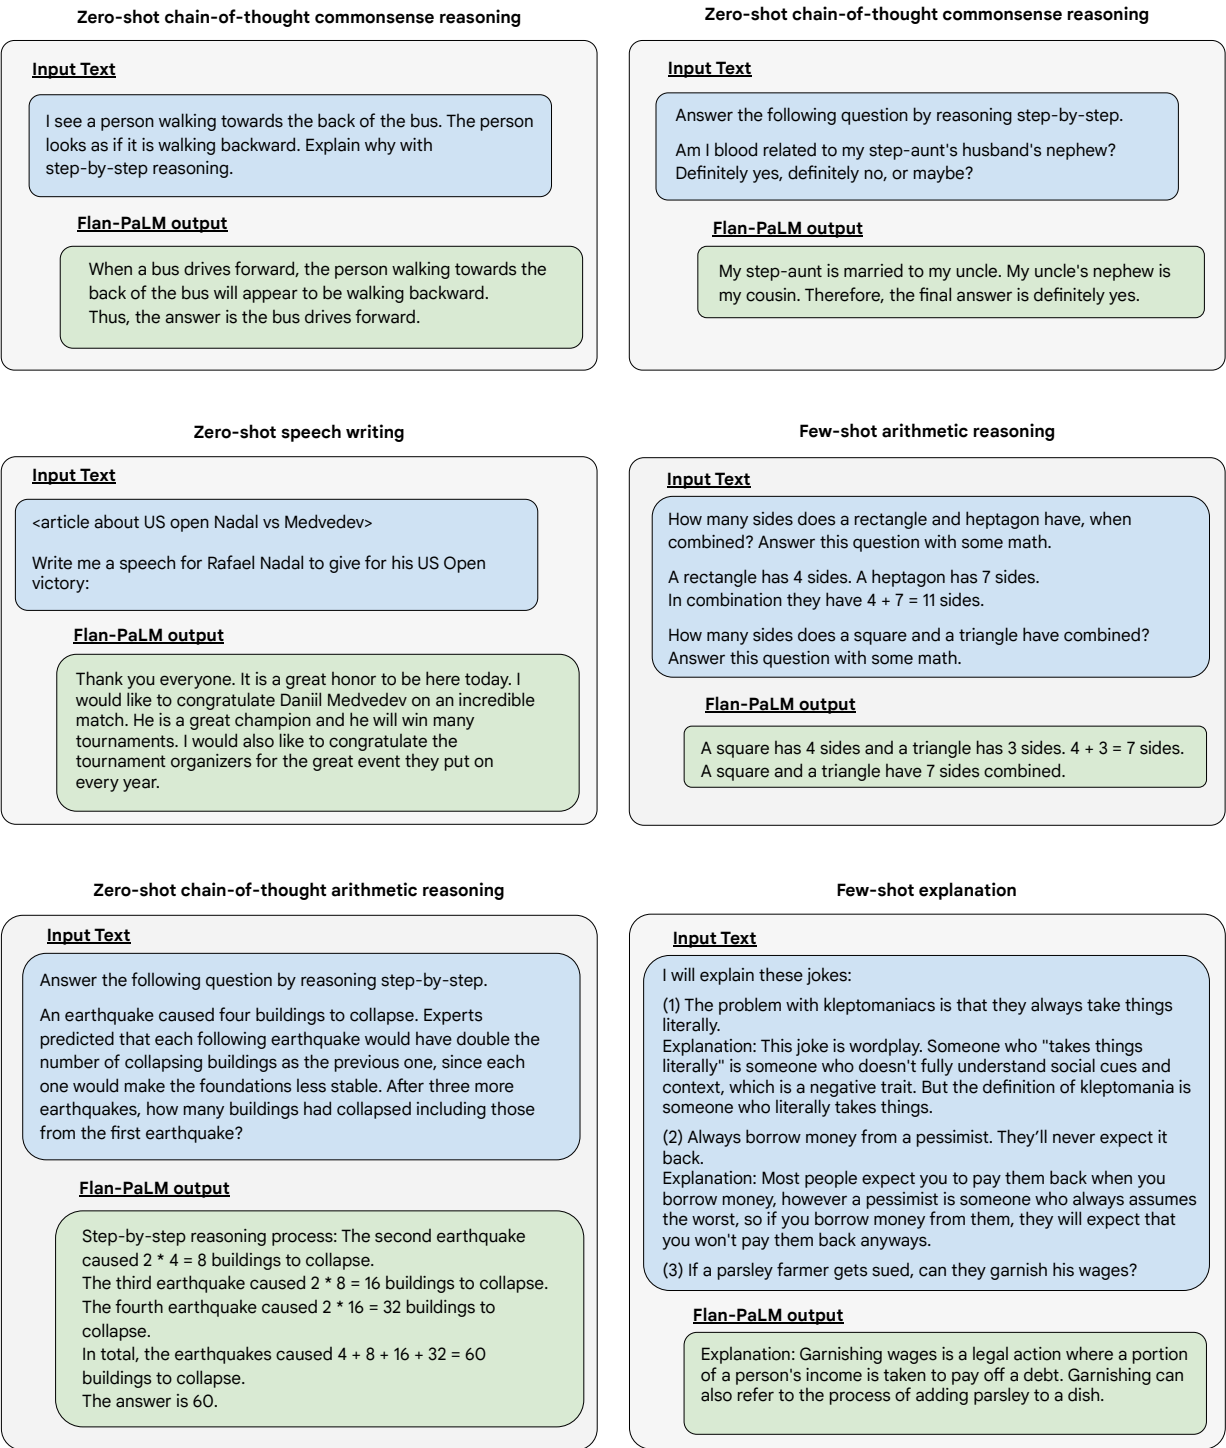 Zero-shot chain-of-thought commonsense reasoning
Input Text
I see a person walking towards the back of the bus. The person
looks as if it is walking backward. Explain why with
step-by-step reasoning.
Flan-PaLM output
When a bus drives forward, the person walking towards the
back of the bus will appear to be walking backward.
Thus, the answer is the bus drives forward.
Zero-shot chain-of-thought commonsense reasoning
Input Text
Answer the following question by reasoning step-by-step.
Am I blood related to my step-aunt's husband's nephew?
Definitely yes, definitely no, or maybe?
Flan-PaLM output
My step-aunt is married to my uncle. My uncle's nephew is
my cousin. Therefore, the final answer is definitely yes.
Zero-shot speech writing
Input Text
<article about US open Nadal vs Medvedev>
Write me a speech for Rafael Nadal to give for his US Open
victory:
Flan-PaLM output
Thank you everyone. It is a great honor to be here today. I
would like to congratulate Daniil Medvedev on an incredible
match. He is a great champion and he will win many
tournaments. I would also like to congratulate the
tournament organizers for the great event they put on
every year.
Few-shot arithmetic reasoning
Input Text
How many sides does a rectangle and heptagon have, when
combined? Answer this question with some math.
A rectangle has 4 sides. A heptagon has 7 sides.
In combination they have 4 + 7 = 11 sides.
How many sides does a square and a triangle have combined?
Answer this question with some math.
Flan-PaLM output
A square has 4 sides and a triangle has 3 sides. 4 + 3 = 7 sides.
A square and a triangle have 7 sides combined.
Zero-shot chain-of-thought arithmetic reasoning
Input Text
Answer the following question by reasoning step-by-step.
An earthquake caused four buildings to collapse. Experts
predicted that each following earthquake would have double the
number of collapsing buildings as the previous one, since each
one would make the foundations less stable. After three more
earthquakes, how many buildings had collapsed including those
from the first earthquake?
Flan-PaLM output
Step-by-step reasoning process: The second earthquake
caused 2 * 4 = 8 buildings to collapse.
The third earthquake caused 2 * 8 = 16 buildings to collapse.
The fourth earthquake caused 2 * 16 = 32 buildings to
collapse.
In total, the earthquakes caused 4 + 8 + 16 + 32 = 60
buildings to collapse.
The answer is 60.
Few-shot explanation
Input Text
I will explain these jokes:
(1) The problem with kleptomaniacs is that they always take things
literally.
Explanation: This joke is wordplay. Someone who "takes things
literally" is someone who doesn't fully understand social cues and
context, which is a negative trait. But the definition of kleptomania is
someone who literally takes things.
(2) Always borrow money from a pessimist. They’ll never expect it
back.
Explanation: Most people expect you to pay them back when you
borrow money, however a pessimist is someone who always assumes
the worst, so if you borrow money from them, they will expect that
you won't pay them back anyways.
(3) If a parsley farmer gets sued, can they garnish his wages?
Flan-PaLM output
Explanation: Garnishing wages is a legal action where a portion
of a person's income is taken to pay off a debt. Garnishing can
also refer to the process of adding parsley to a dish.